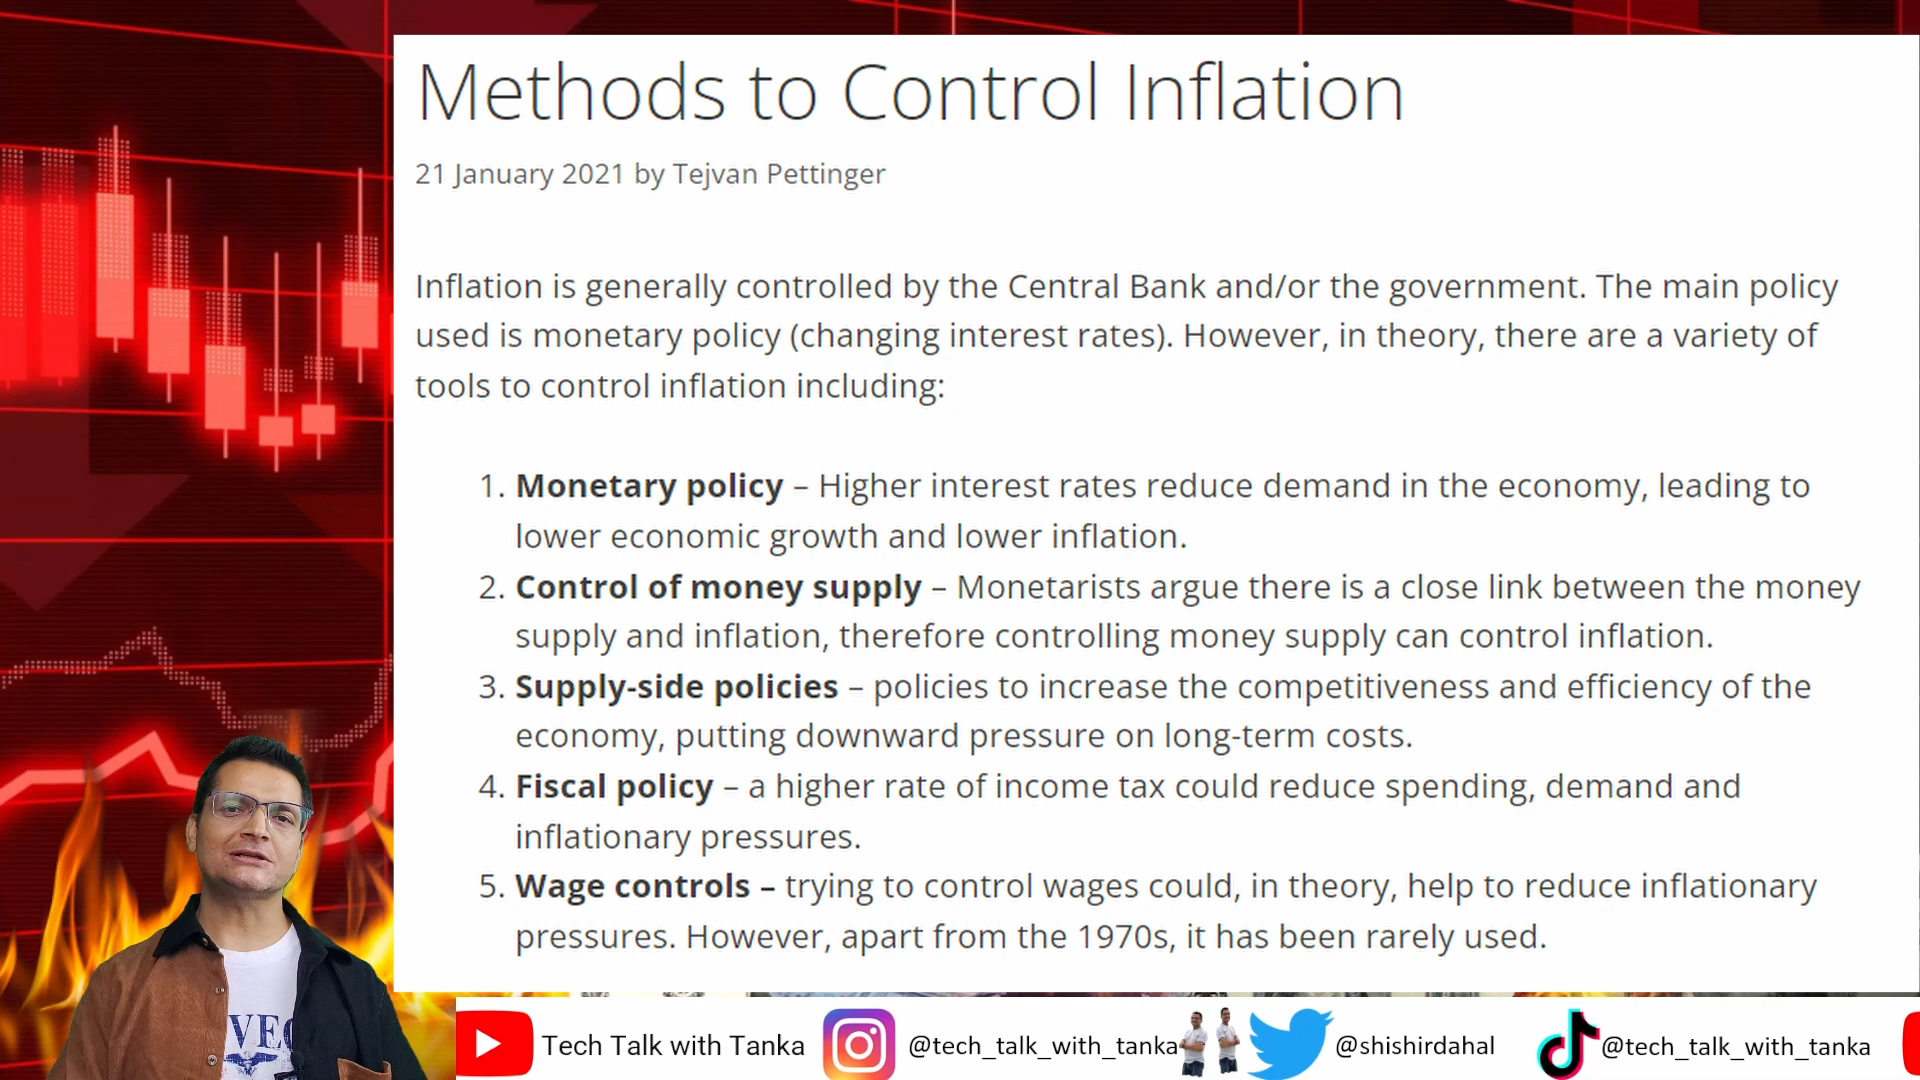 Methods to Control Inflation
21 January 2021 by Tejvan Pettinger
Inflation is generally controlled by the Central Bank and/or the government. The main policy
used is monetary policy (changing interest rates). However, in theory, there are a variety of
tools to control inflation including:
1. Monetary policy – Higher interest rates reduce demand in the economy, leading to
lower economic growth and lower inflation.
2. Control of money supply – Monetarists argue there is a close link between the money
supply and inflation, therefore controlling money supply can control inflation.
3. Supply-side policies – policies to increase the competitiveness and efficiency of the
economy, putting downward pressure on long-term costs.
4. Fiscal policy – a higher rate of income tax could reduce spending, demand and
inflationary pressures.
5. Wage controls – trying to control wages could, in theory, help to reduce inflationary
pressures. However, apart from the 1970s, it has been rarely used.
Tech Talk with Tanka @tech_talk_with_tanka @shishirdahal @tech_talk_with_tanka